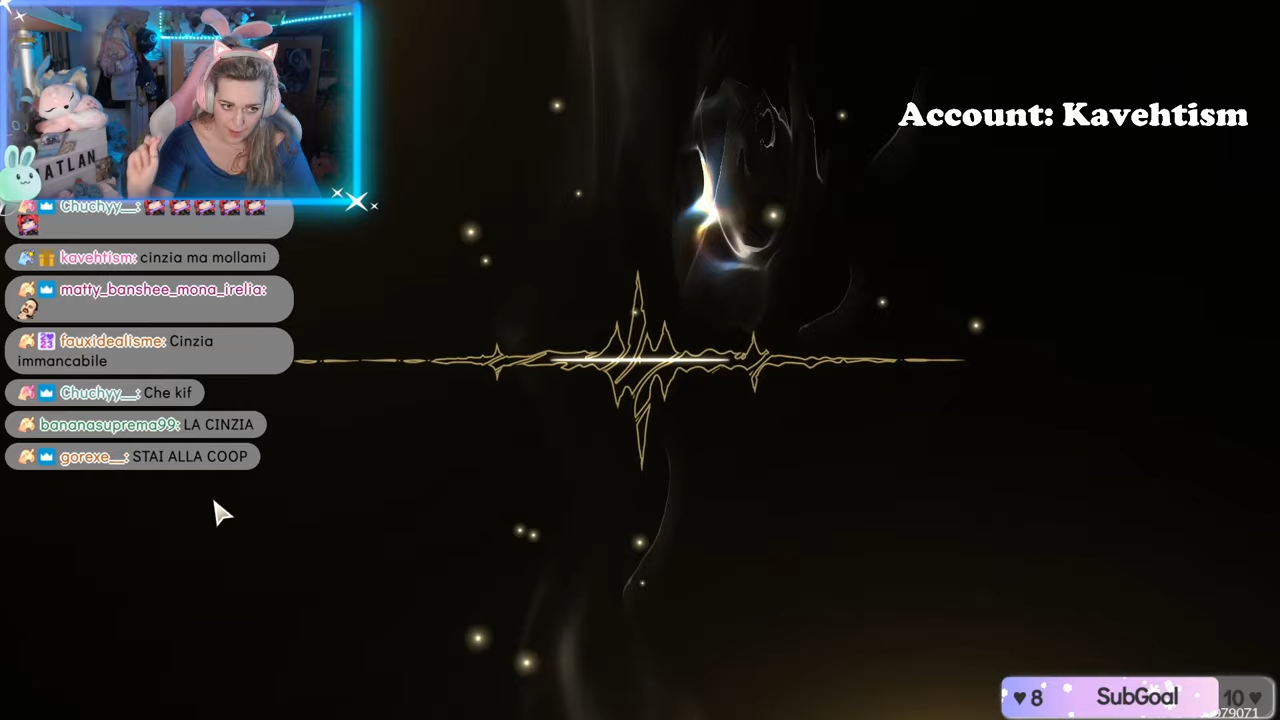 Account: Kavehtism
ATLAN
Chuchyy__:
kavehtism: cinzia ma mollami
matty_banshee_mona_irelia:
fauxidealisme: Cinzia
immancabile
Chuchyy__: Che kif
bananasuprema99: LA CINZIA
gorexe__: STAI ALLA COOP
♥ 8 SubGoal 10 ♥